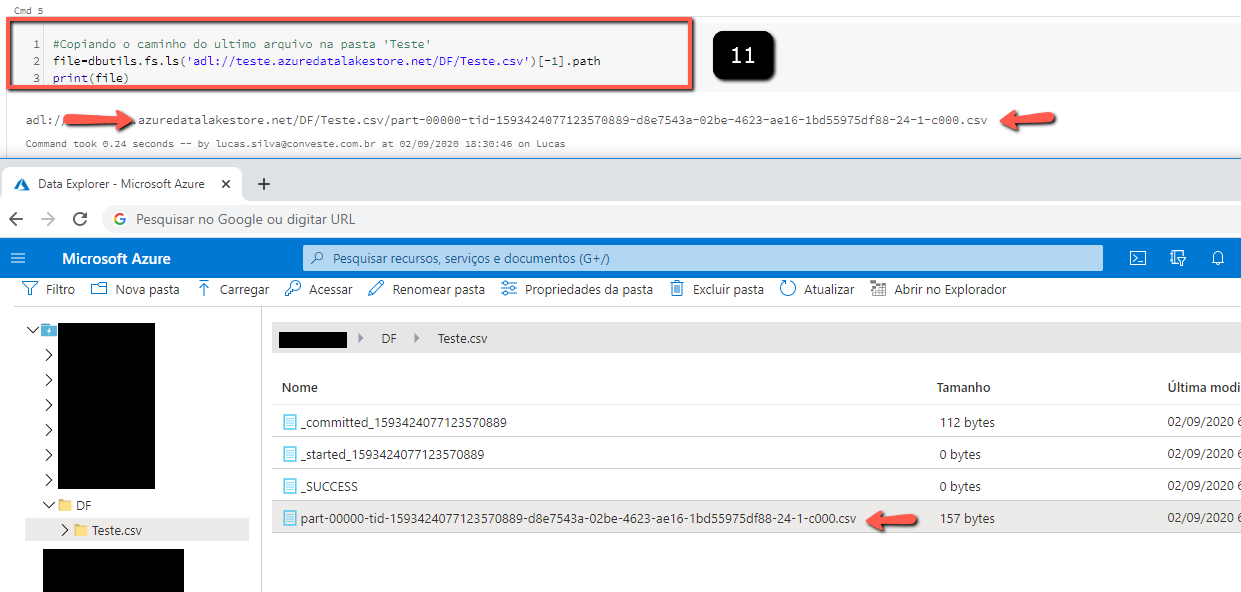 Cmd 5
1 #Copiando o caminho do ultimo arquivo na pasta 'Teste'
2 file=dbutils.fs.ls('adl://teste.azuredatalakestore.net/DF/Teste.csv')[-1].path
3 print(file)
11
adl:/ .azuredatalakestore.net/DF/Teste.csv/part-00000-tid-1593424077123570889-d8e7543a-02be-4623-ae16-1bd55975df88-24-1-c000.csv
Command took 0.24 seconds -- by lucas.silva@conveste.com.br at 02/09/2020 18:30:46 on Lucas
Data Explorer - Microsoft Azure
Pesquisar no Google ou digitar URL
Microsoft Azure
Pesquisar recursos, serviços e documentos (G+/)
Filtro Nova pasta Carregar Acessar Renomear pasta Propriedades da pasta Excluir pasta Atualizar Abrir no Explorador
DF Teste.csv
Nome Tamanho Última modi
_committed_1593424077123570889 112 bytes 02/09/2020 6
_started_1593424077123570889 0 bytes 02/09/2020 6
_SUCCESS 0 bytes 02/09/2020 6
part-00000-tid-1593424077123570889-d8e7543a-02be-4623-ae16-1bd55975df88-24-1-c000.csv 157 bytes 02/09/2020 6
DF
Teste.csv